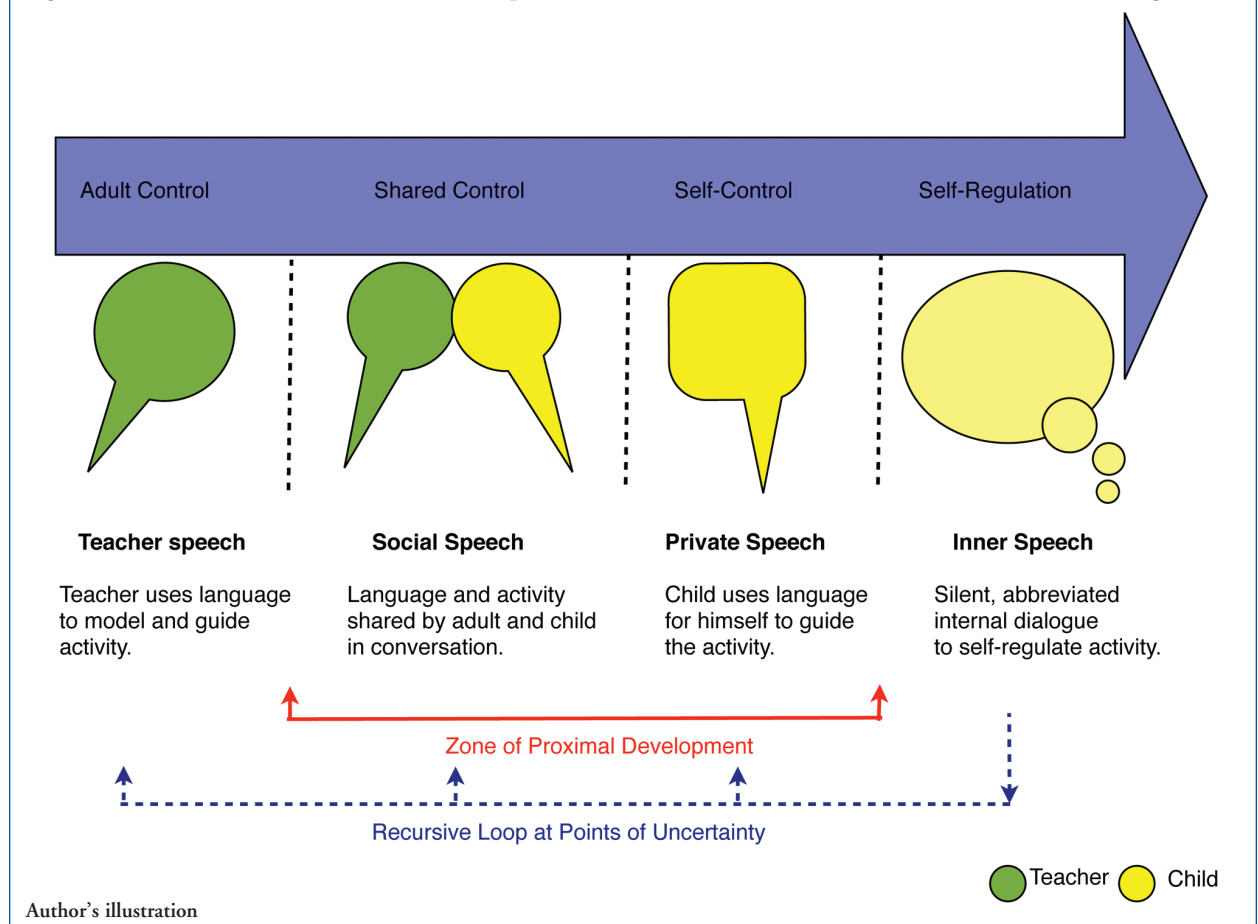 Adult Control
Shared Control
Self-Control
Self-Regulation
Teacher speech
Teacher uses language
to model and guide
activity.
Social Speech
Language and activity
shared by adult and child
in conversation.
Private Speech
Child uses language
for himself to guide
the activity.
Inner Speech
Silent, abbreviated
internal dialogue
to self-regulate activity.
Zone of Proximal Development
Recursive Loop at Points of Uncertainty
Teacher
Child
Author's illustration